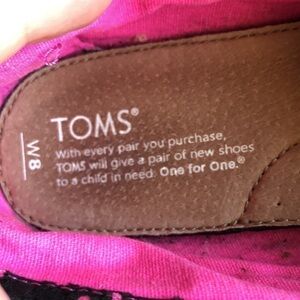 W8
TOMS®
With every pair you purchase,
TOMS will give a pair of new shoes
to a child in need. One for One.®